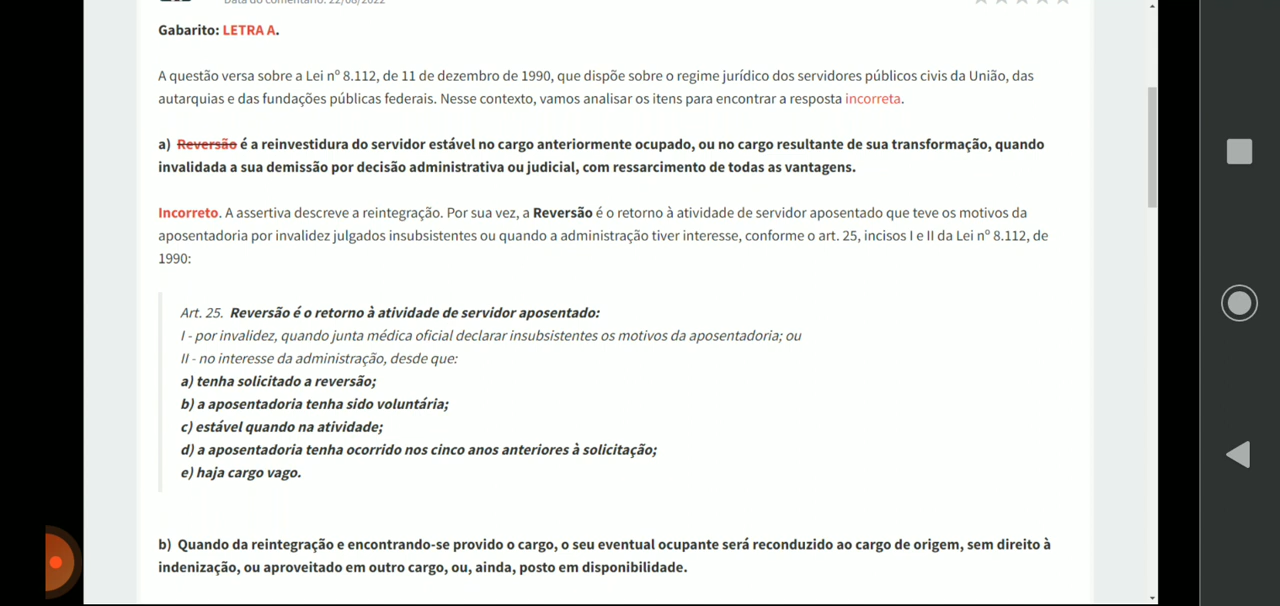 Data do comentário: 22/06/2022
Gabarito: LETRA A.
A questão versa sobre a Lei nº 8.112, de 11 de dezembro de 1990, que dispõe sobre o regime jurídico dos servidores públicos civis da União, das
autarquias e das fundações públicas federais. Nesse contexto, vamos analisar os itens para encontrar a resposta incorreta.
a) Reversão é a reinvestidura do servidor estável no cargo anteriormente ocupado, ou no cargo resultante de sua transformação, quando
invalidada a sua demissão por decisão administrativa ou judicial, com ressarcimento de todas as vantagens.
Incorreto. A assertiva descreve a reintegração. Por sua vez, a Reversão é o retorno à atividade de servidor aposentado que teve os motivos da
aposentadoria por invalidez julgados insubsistentes ou quando a administração tiver interesse, conforme o art. 25, incisos I e II da Lei nº 8.112, de
1990:
Art. 25. Reversão é o retorno à atividade de servidor aposentado:
I - por invalidez, quando junta médica oficial declarar insubsistentes os motivos da aposentadoria; ou
II - no interesse da administração, desde que:
a) tenha solicitado a reversão;
b) a aposentadoria tenha sido voluntária;
c) estável quando na atividade;
d) a aposentadoria tenha ocorrido nos cinco anos anteriores à solicitação;
e) haja cargo vago.
b) Quando da reintegração e encontrando-se provido o cargo, o seu eventual ocupante será reconduzido ao cargo de origem, sem direito à
indenização, ou aproveitado em outro cargo, ou, ainda, posto em disponibilidade.